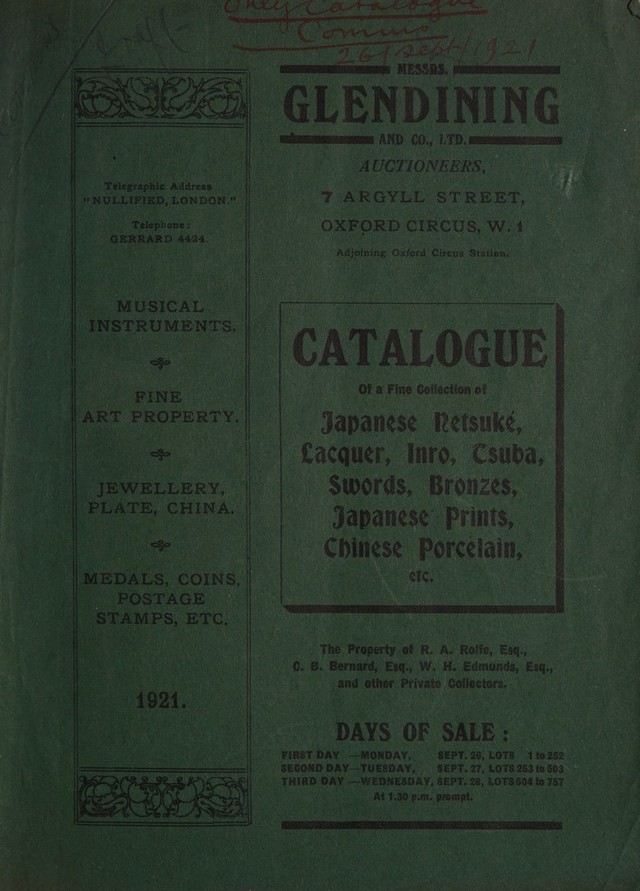 Only Catalogue
26/Sept/1921
MESSRS.
GLENDINING
AND CO., LTD.
AUCTIONEERS,
7 ARGYLL STREET,
OXFORD CIRCUS, W. 1
Adjoining Oxford Circus Station.
Telegraphic Address
"NULLIFIED, LONDON."
Telephone:
GERRARD 4424.
MUSICAL
INSTRUMENTS.
FINE
ART PROPERTY.
JEWELLERY,
PLATE, CHINA.
MEDALS, COINS,
POSTAGE
STAMPS, ETC.
1921.
CATALOGUE
Of a Fine Collection of
Japanese Netsuké,
Lacquer, Inro, Tsuba,
Swords, Bronzes,
Japanese Prints,
Chinese Porcelain,
etc.
The Property of R. A. Rolfe, Esq.,
C. B. Bernard, Esq., W. H. Edmunds, Esq.,
and other Private Collectors.
DAYS OF SALE:
FIRST DAY —MONDAY, SEPT. 26, LOTS 1 to 252
SECOND DAY—TUESDAY, SEPT. 27, LOTS 253 to 503
THIRD DAY—WEDNESDAY, SEPT. 28, LOTS 504 to 757
At 1.30 p.m. prompt.